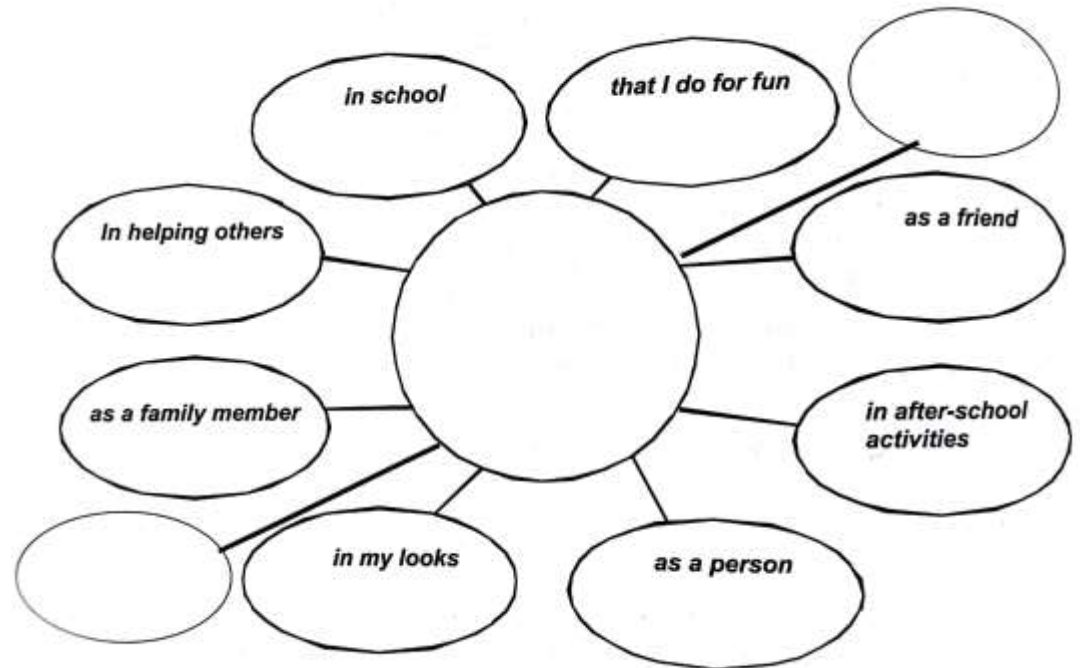 in school
that I do for fun
In helping others
as a friend
as a family member
in after-school
activities
in my looks
as a person